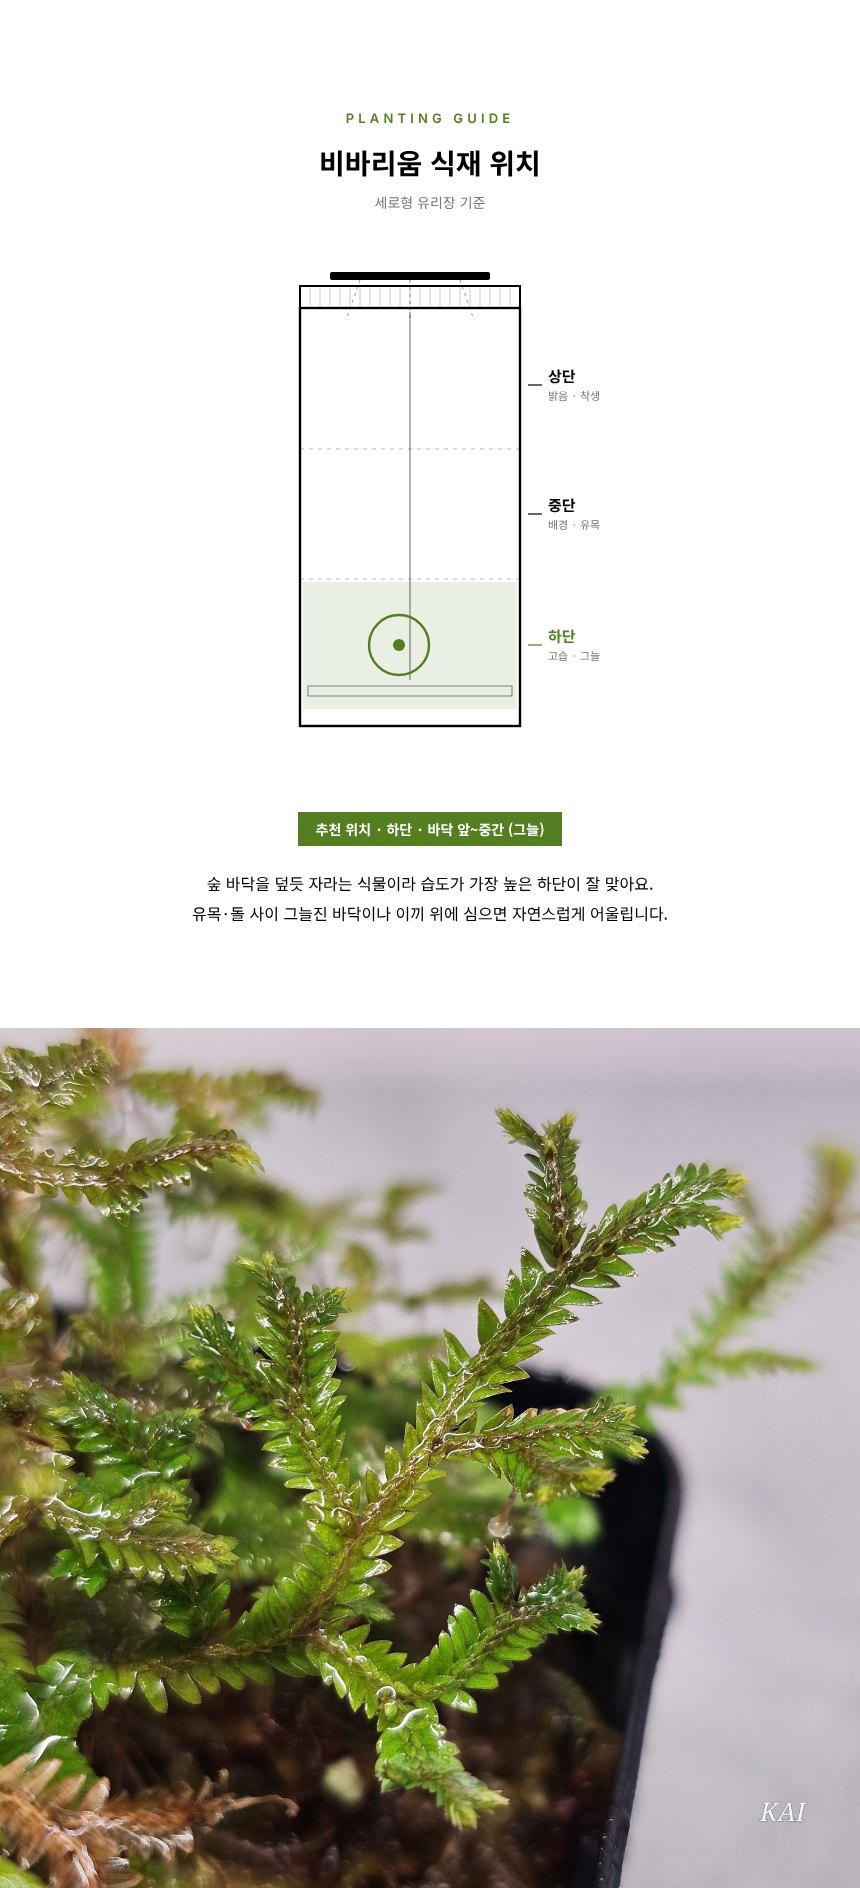 PLANTING GUIDE
비바리움 식재 위치
세로형 유리장 기준
상단
밝음 · 착생
중단
배경 · 유목
하단
고습 · 그늘
추천 위치 · 하단 · 바닥 앞~중간 (그늘)
숲 바닥을 덮듯 자라는 식물이라 습도가 가장 높은 하단이 잘 맞아요.
유목·돌 사이 그늘진 바닥이나 이끼 위에 심으면 자연스럽게 어울립니다.
KAI